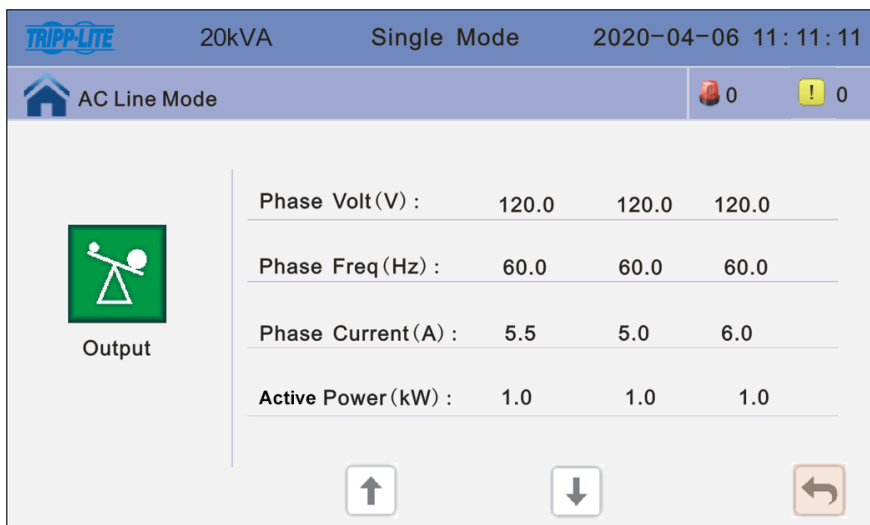 TRIPP·LITE 20kVA Single Mode 2020-04-06 11:11:11
AC Line Mode 0 ! 0
Phase Volt(V): 120.0 120.0 120.0
Phase Freq(Hz): 60.0 60.0 60.0
Phase Current(A): 5.5 5.0 6.0
Output
Active Power(kW): 1.0 1.0 1.0